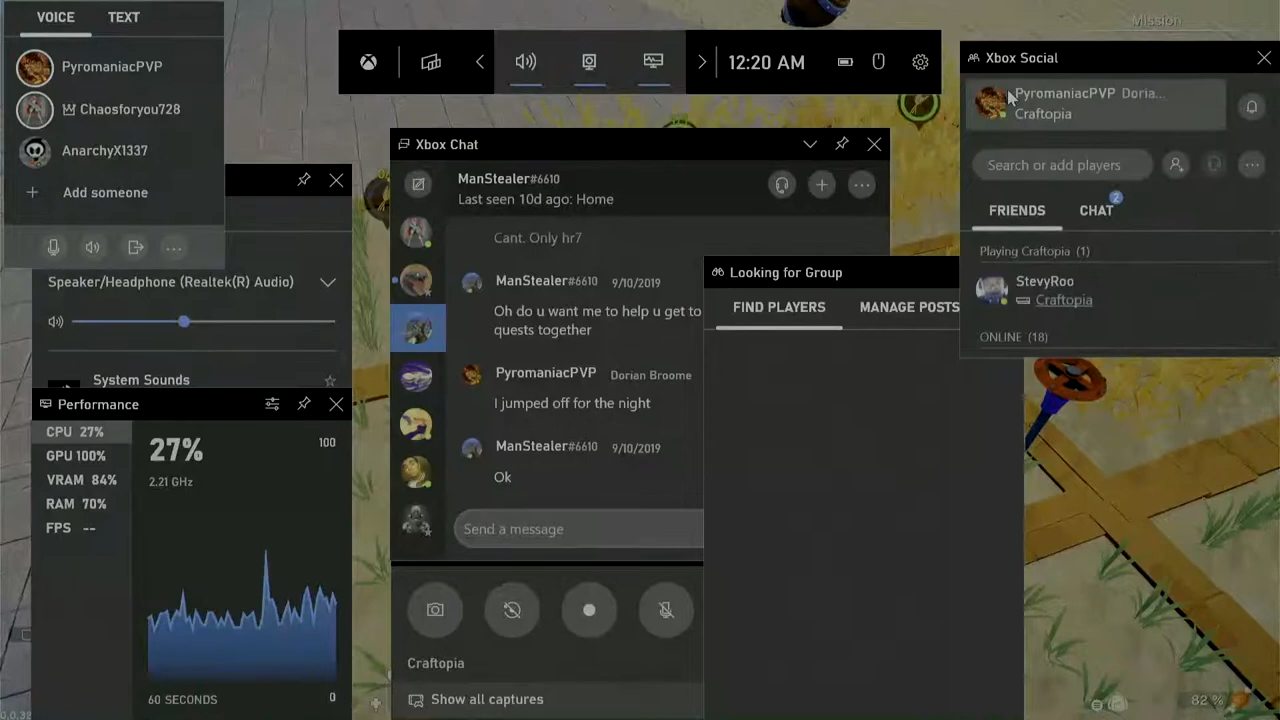 VOICE TEXT
PyromaniacPVP
Chaosforyou728
AnarchyX1337
Add someone
Speaker/Headphone (Realtek(R) Audio)
System Sounds
Performance
CPU 27%
GPU 100%
VRAM 84%
RAM 70%
FPS --
27%
2.21 GHz
100
60 SECONDS
0
12:20 AM
Xbox Chat
ManStealer#6610
Last seen 10d ago: Home
Cant. Only hr7
ManStealer#6610 9/10/2019
Oh do u want me to help u get to
quests together
PyromaniacPVP Dorian Broome
I jumped off for the night
ManStealer#6610 9/10/2019
Ok
Send a message
Craftopia
Show all captures
Looking for Group
FIND PLAYERS MANAGE POSTS
Mission
Xbox Social
PyromaniacPVP Doria...
Craftopia
Search or add players
FRIENDS CHAT 2
Playing Craftopia (1)
StevyRoo
Craftopia
ONLINE (18)
82 %